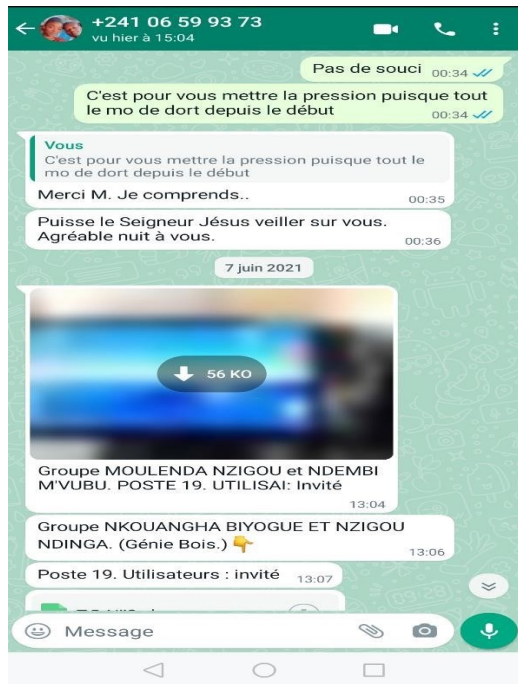 +241 06 59 93 73
vu hier à 15:04
Pas de souci 00:34
C'est pour vous mettre la pression puisque tout
le mo de dort depuis le début
00:34
Vous
C'est pour vous mettre la pression puisque tout le
mo de dort depuis le début
Merci M. Je comprends..
00:35
Puisse le Seigneur Jésus veiller sur vous.
Agréable nuit à vous.
00:36
7 juin 2021
56 KO
Groupe MOULENDA NZIGOU et NDEMBI
M'VUBU. POSTE 19. UTILISAI: Invité
13:04
Groupe NKOUANGHA BIYOGUE ET NZIGOU
NDINGA. (Génie Bois.) 👇
13:06
Poste 19. Utilisateurs : invité 13:07
Message